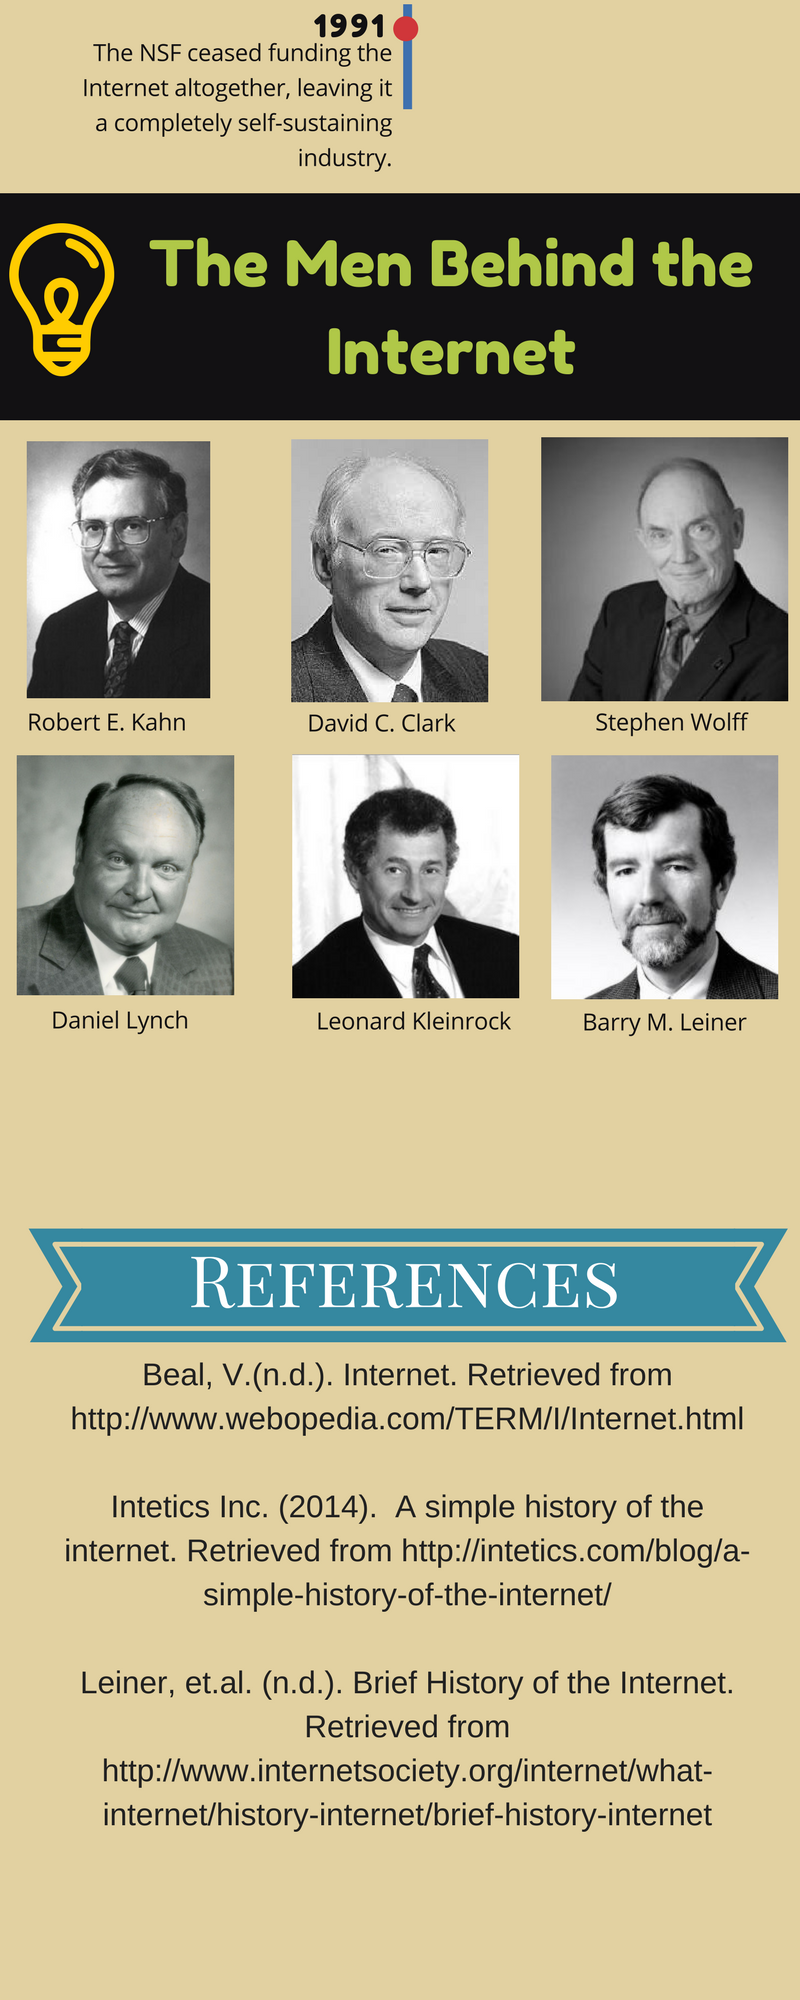 1991
The NSF ceased funding the
Internet altogether, leaving it
a completely self-sustaining
industry.
The Men Behind the
Internet
Robert E. Kahn
David C. Clark
Stephen Wolff
Daniel Lynch
Leonard Kleinrock
Barry M. Leiner
References
Beal, V.(n.d.). Internet. Retrieved from
http://www.webopedia.com/TERM/I/Internet.html
Intetics Inc. (2014).  A simple history of the
internet. Retrieved from http://intetics.com/blog/a-
simple-history-of-the-internet/
Leiner, et.al. (n.d.). Brief History of the Internet.
Retrieved from
http://www.internetsociety.org/internet/what-
internet/history-internet/brief-history-internet